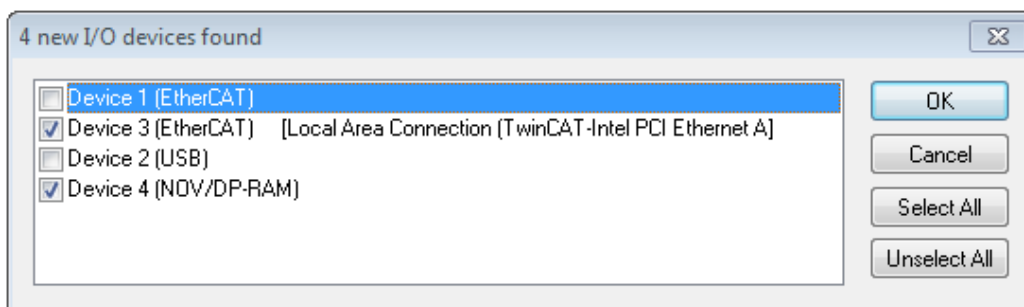 4 new I/O devices found
Device 1 (EtherCAT)
Device 3 (EtherCAT) [Local Area Connection (TwinCAT-Intel PCI Ethernet A]
Device 2 (USB)
Device 4 (NOV/DP-RAM)
OK
Cancel
Select All
Unselect All